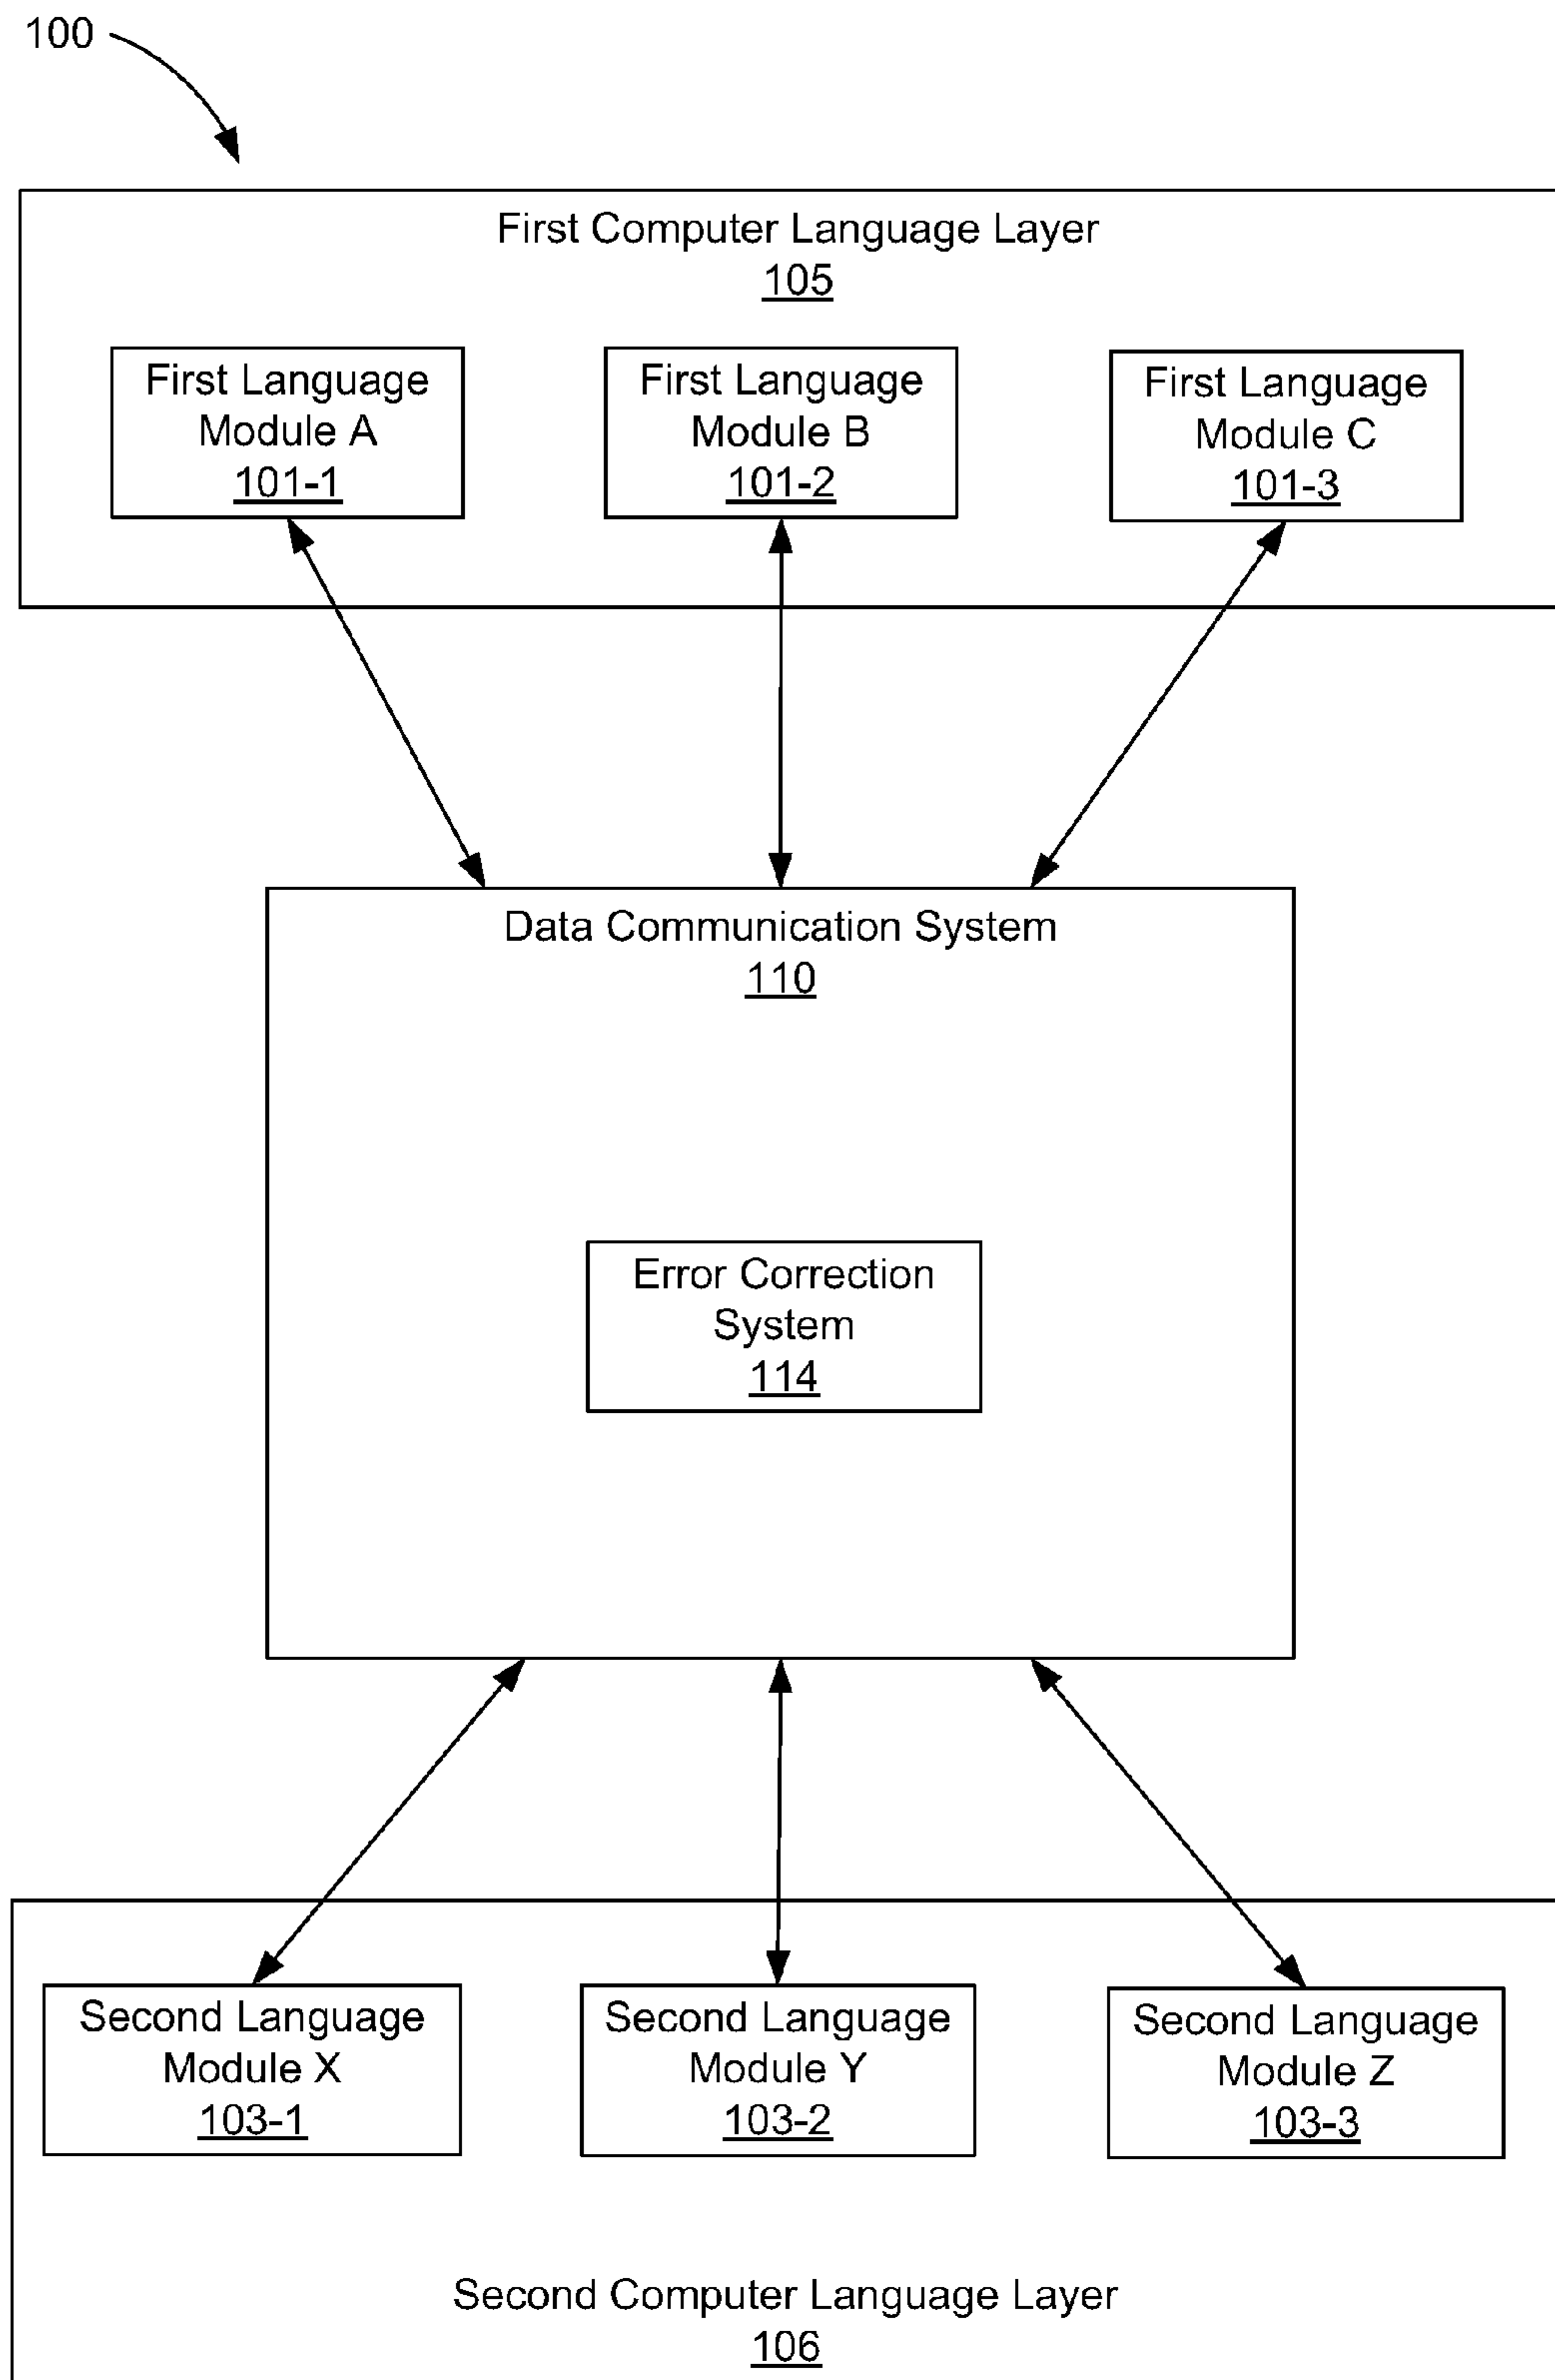 100
First Computer Language Layer
105
First Language
Module A
101-1
First Language
Module B
101-2
First Language
Module C
101-3
Data Communication System
110
Error Correction
System
114
Second Language
Module X
103-1
Second Language
Module Y
103-2
Second Language
Module Z
103-3
Second Computer Language Layer
106